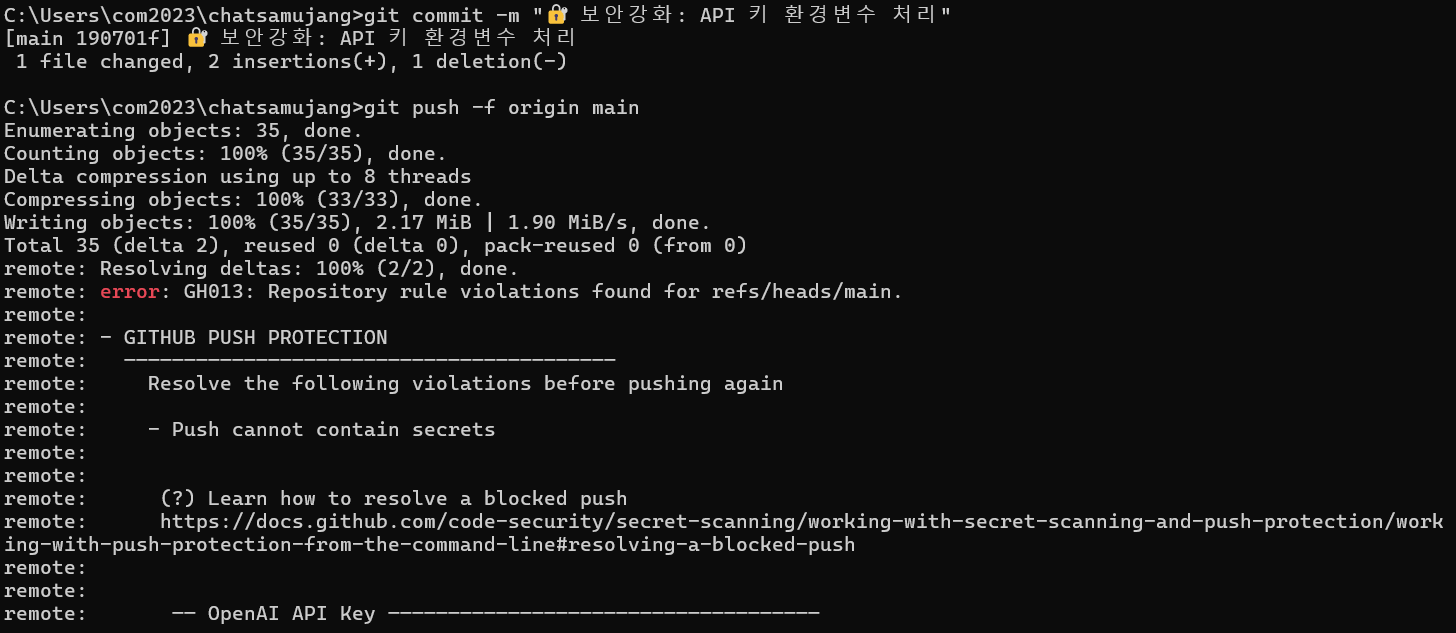 C:\Users\com2023\chatsamujang>git commit -m "🔐 보안강화: API 키 환경변수 처리"
[main 190701f] 🔐 보안강화: API 키 환경변수 처리
 1 file changed, 2 insertions(+), 1 deletion(-)
C:\Users\com2023\chatsamujang>git push -f origin main
Enumerating objects: 35, done.
Counting objects: 100% (35/35), done.
Delta compression using up to 8 threads
Compressing objects: 100% (33/33), done.
Writing objects: 100% (35/35), 2.17 MiB | 1.90 MiB/s, done.
Total 35 (delta 2), reused 0 (delta 0), pack-reused 0 (from 0)
remote: Resolving deltas: 100% (2/2), done.
remote: error: GH013: Repository rule violations found for refs/heads/main.
remote:
remote: - GITHUB PUSH PROTECTION
remote:   —————————————————————————————————————————
remote:     Resolve the following violations before pushing again
remote:
remote:     - Push cannot contain secrets
remote:
remote:
remote:      (?) Learn how to resolve a blocked push
remote:      https://docs.github.com/code-security/secret-scanning/working-with-secret-scanning-and-push-protection/work
ing-with-push-protection-from-the-command-line#resolving-a-blocked-push
remote:
remote:
remote:       —— OpenAI API Key ————————————————————————————————————